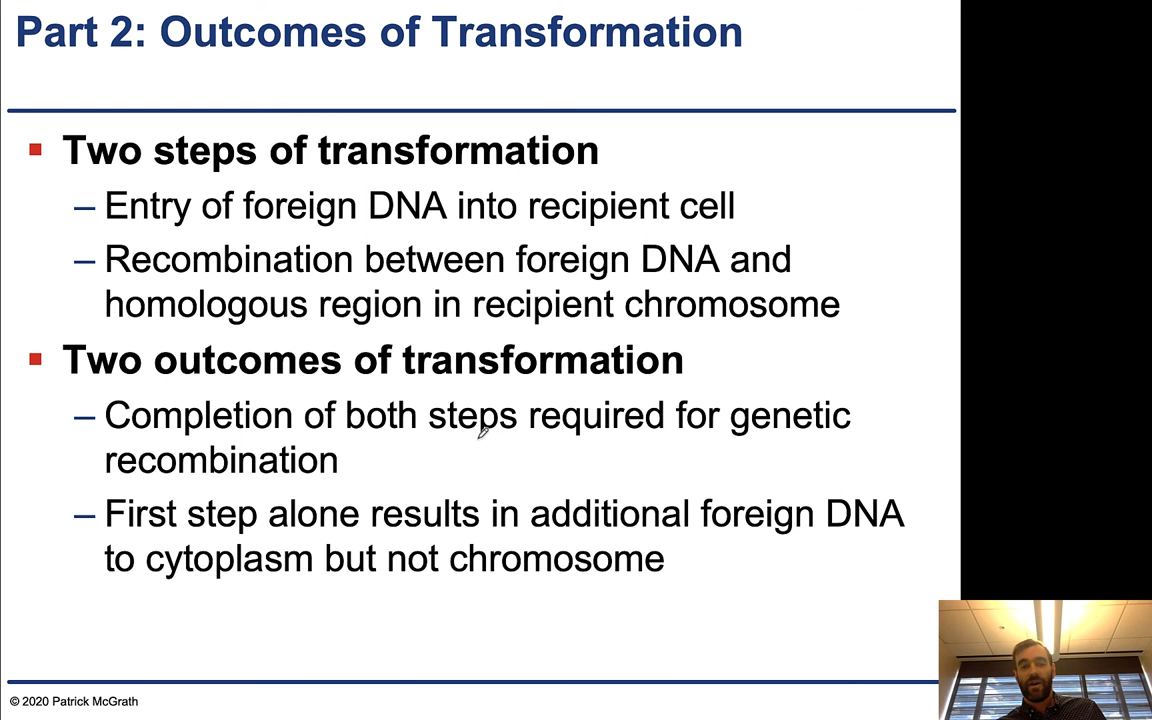 Part 2: Outcomes of Transformation
▪ Two steps of transformation
– Entry of foreign DNA into recipient cell
– Recombination between foreign DNA and
homologous region in recipient chromosome
▪ Two outcomes of transformation
– Completion of both steps required for genetic
recombination
– First step alone results in additional foreign DNA
to cytoplasm but not chromosome
© 2020 Patrick McGrath